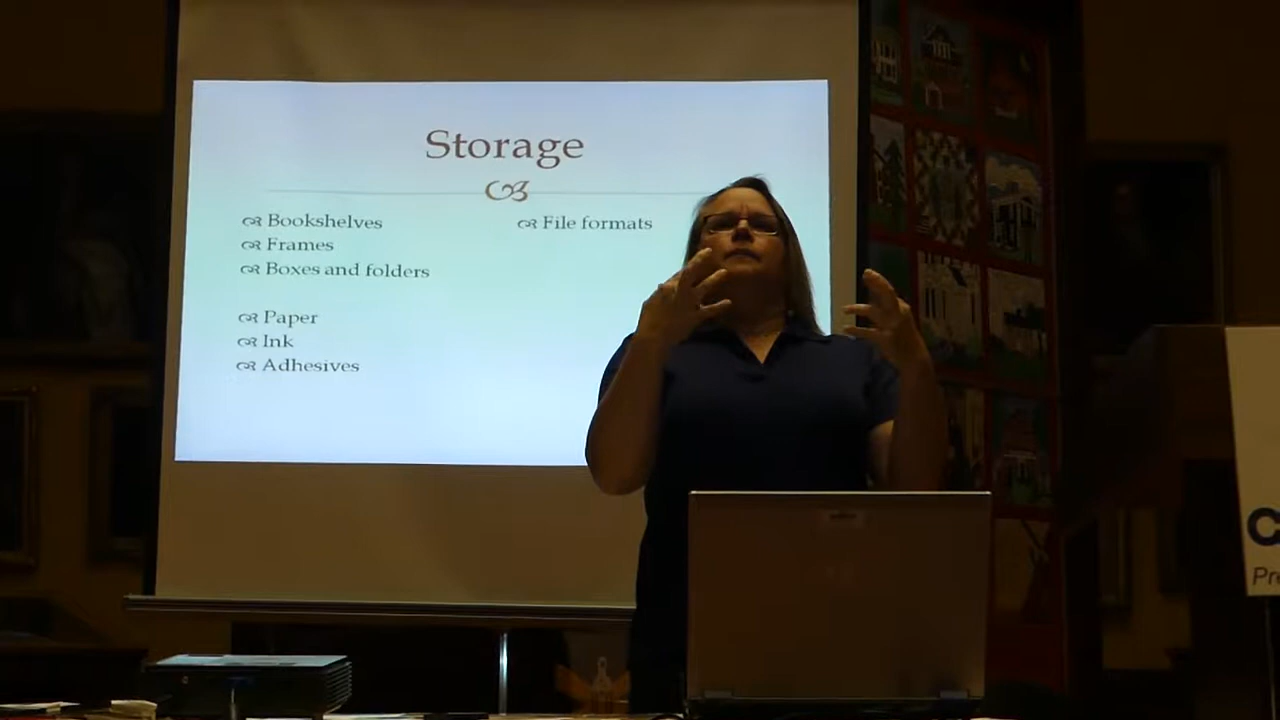 Storage
Bookshelves
Frames
Boxes and folders
Paper
Ink
Adhesives
File formats